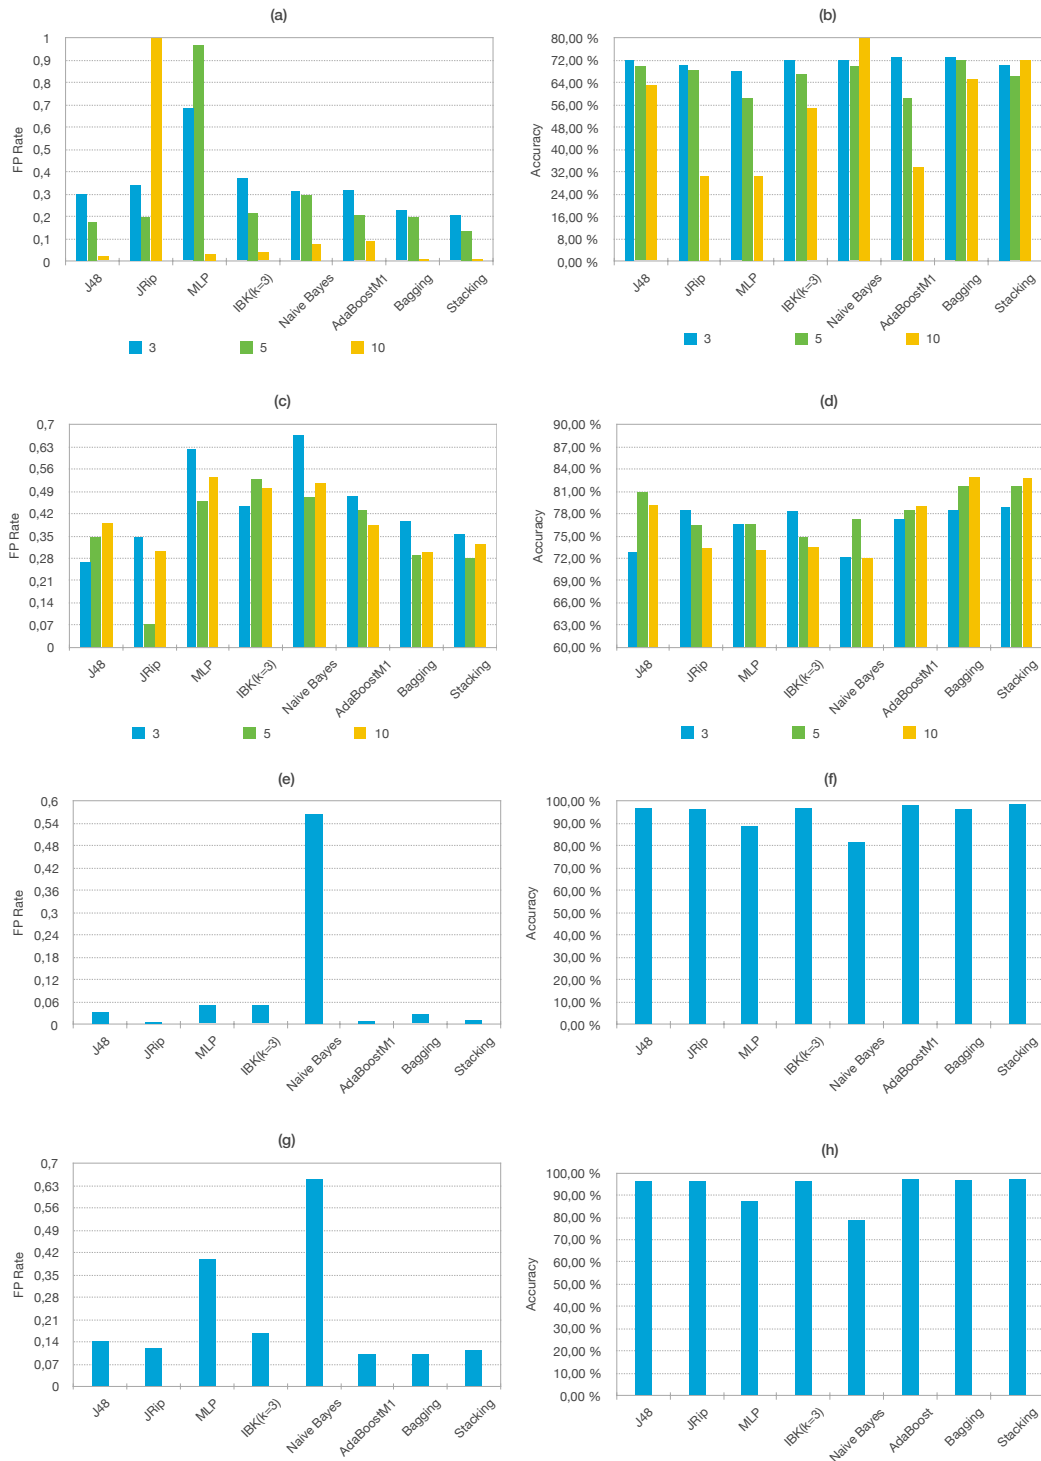 (a)
FP Rate
1
0,9
0,8
0,7
0,6
0,5
0,4
0,3
0,2
0,1
0
J48
JRip
MLP
IBK(k=3)
Naive Bayes
AdaBoostM1
Bagging
Stacking
3
5
10
(b)
Accuracy
80,00 %
72,00 %
64,00 %
56,00 %
48,00 %
40,00 %
32,00 %
24,00 %
16,00 %
8,00 %
0,00 %
J48
JRip
MLP
IBK(k=3)
Naive Bayes
AdaBoostM1
Bagging
Stacking
3
5
10
(c)
FP Rate
0,7
0,63
0,56
0,49
0,42
0,35
0,28
0,21
0,14
0,07
0
J48
JRip
MLP
IBK(k=3)
Naive Bayes
AdaBoostM1
Bagging
Stacking
3
5
10
(d)
Accuracy
90,00 %
87,00 %
84,00 %
81,00 %
78,00 %
75,00 %
72,00 %
69,00 %
66,00 %
63,00 %
60,00 %
J48
JRip
MLP
IBK(k=3)
Naive Bayes
AdaBoostM1
Bagging
Stacking
3
5
10
(e)
FP Rate
0,6
0,54
0,48
0,42
0,36
0,3
0,24
0,18
0,12
0,06
0
J48
JRip
MLP
IBK(k=3)
Naive Bayes
AdaBoostM1
Bagging
Stacking
(f)
Accuracy
100,00 %
90,00 %
80,00 %
70,00 %
60,00 %
50,00 %
40,00 %
30,00 %
20,00 %
10,00 %
0,00 %
J48
JRip
MLP
IBK(k=3)
Naive Bayes
AdaBoostM1
Bagging
Stacking
(g)
FP Rate
0,7
0,63
0,56
0,49
0,42
0,35
0,28
0,21
0,14
0,07
0
J48
JRip
MLP
IBK(k=3)
Naive Bayes
AdaBoostM1
Bagging
Stacking
(h)
Accuracy
100,00 %
90,00 %
80,00 %
70,00 %
60,00 %
50,00 %
40,00 %
30,00 %
20,00 %
10,00 %
0,00 %
J48
JRip
MLP
IBK(k=3)
Naive Bayes
AdaBoost
Bagging
Stacking